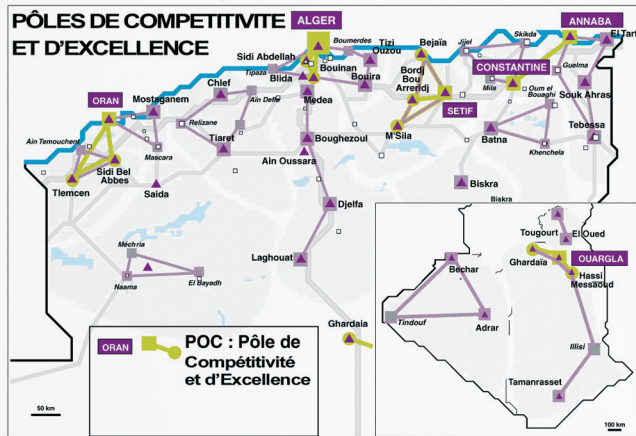 PÔLES DE COMPETITIVITE
ET D'EXCELLENCE
ALGER
ANNABA
Boumerdes
Tizi
Ouzou
Bejaïa
Jijel
Skikda
El Tarf
Sidi Abdellah
Tipaza
Blida
Bouinan
Bouira
Bordj
Bou
Arreridj
CONSTANTINE
Guelma
Mila
Oum el
Bouaghi
Souk Ahras
ORAN
Mostaganem
Chlef
Aïn Defla
Medea
SETIF
M'Sila
Relizane
Tiaret
Boughezoul
Batna
Khenchela
Tebessa
Ain Temouchent
Mascara
Sidi Bel
Abbes
Tlemcen
Saida
Ain Oussara
Biskra
Biskra
Djelfa
Laghouat
Méchria
Naama
El Bayadh
Ghardaia
Tougourt
El Oued
OUARGLA
Ghardaïa
Hassi
Messaoud
Bechar
Tindouf
Adrar
Illisi
Tamanrasset
ORAN
POC : Pôle de
Compétitivité
et d'Excellence
50 km
100 km